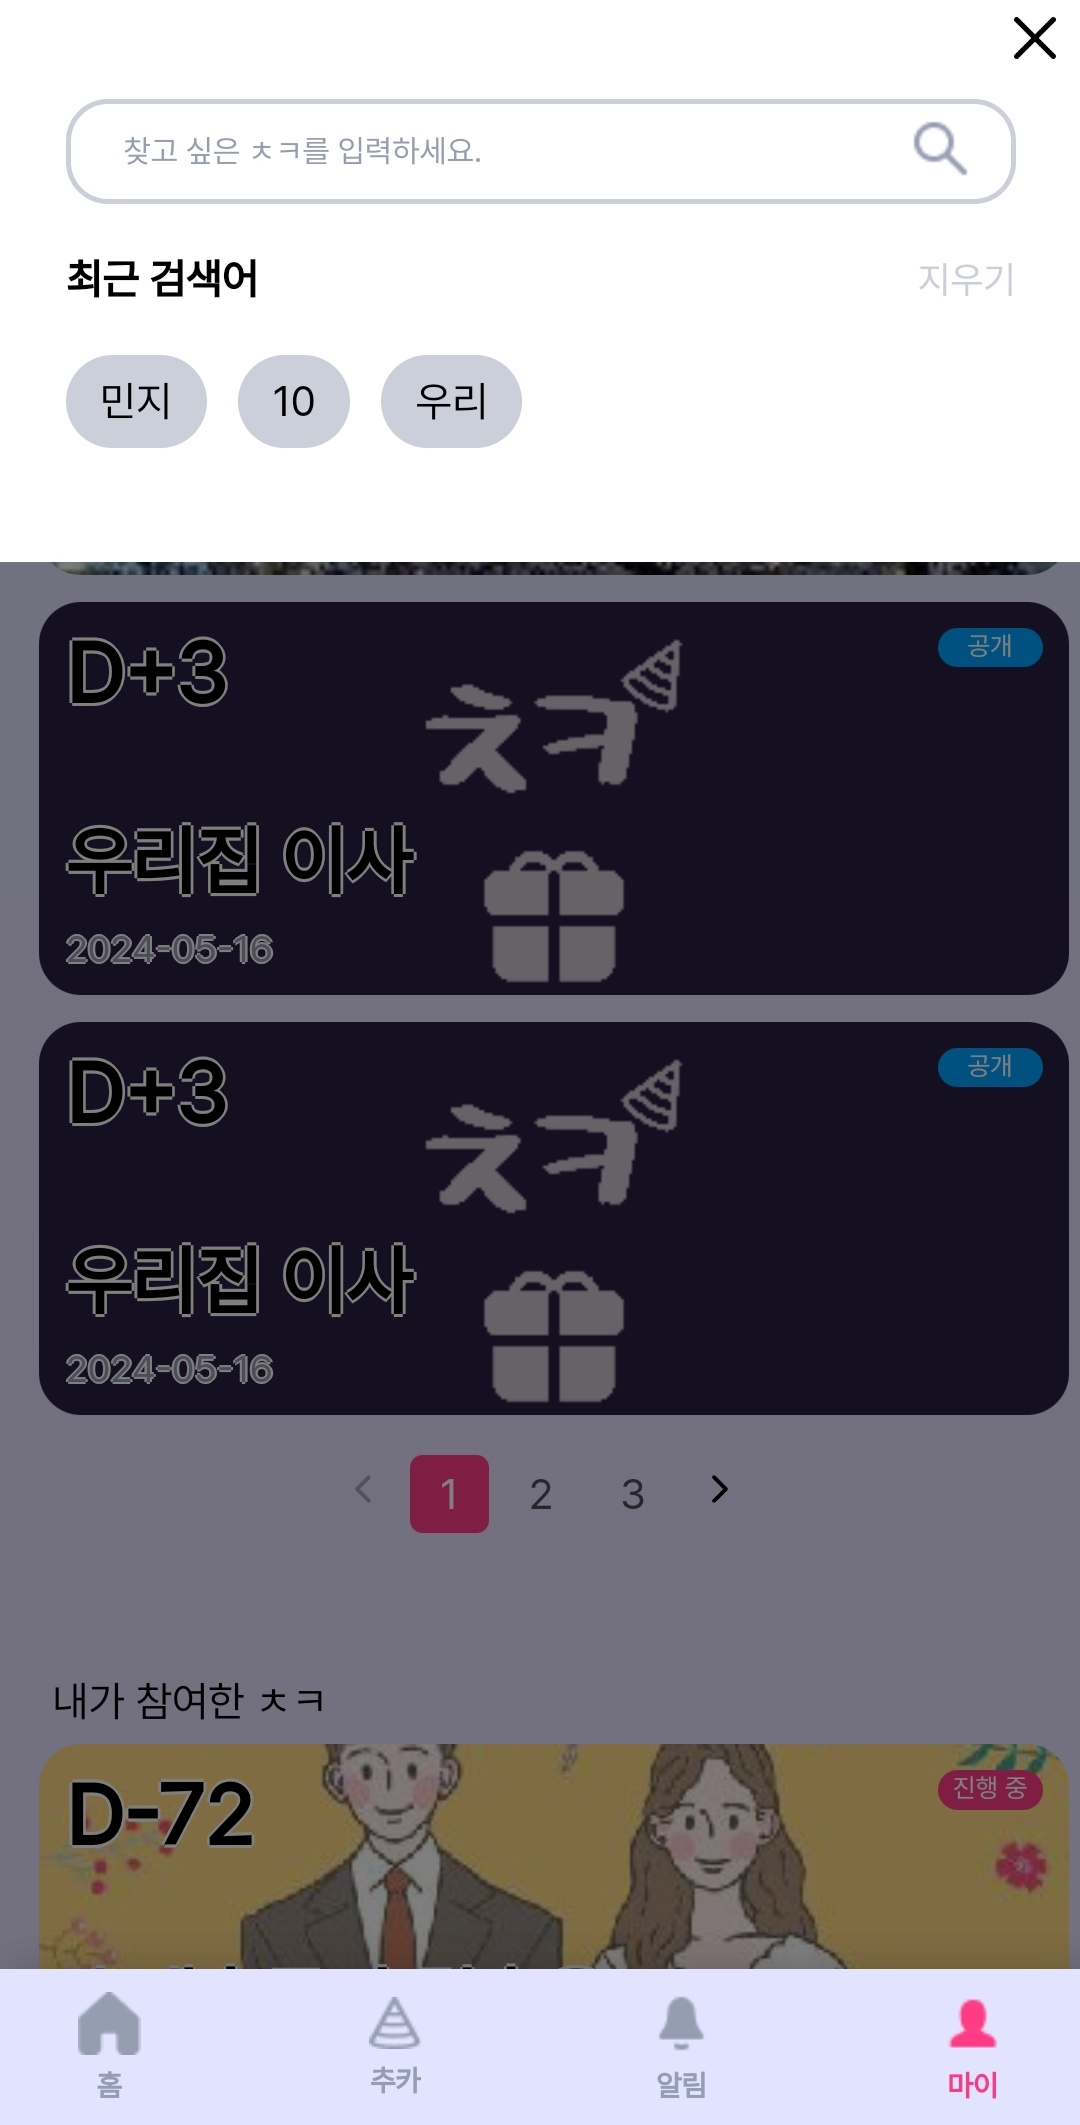 찾고 싶은 ㅊㅋ를 입력하세요.
최근 검색어
지우기
민지
10
우리
D+3
공개
ㅊㅋ
우리집 이사
2024-05-16
D+3
공개
ㅊㅋ
우리집 이사
2024-05-16
1
2
3
내가 참여한 ㅊㅋ
D-72
진행 중
홈
추카
알림
마이